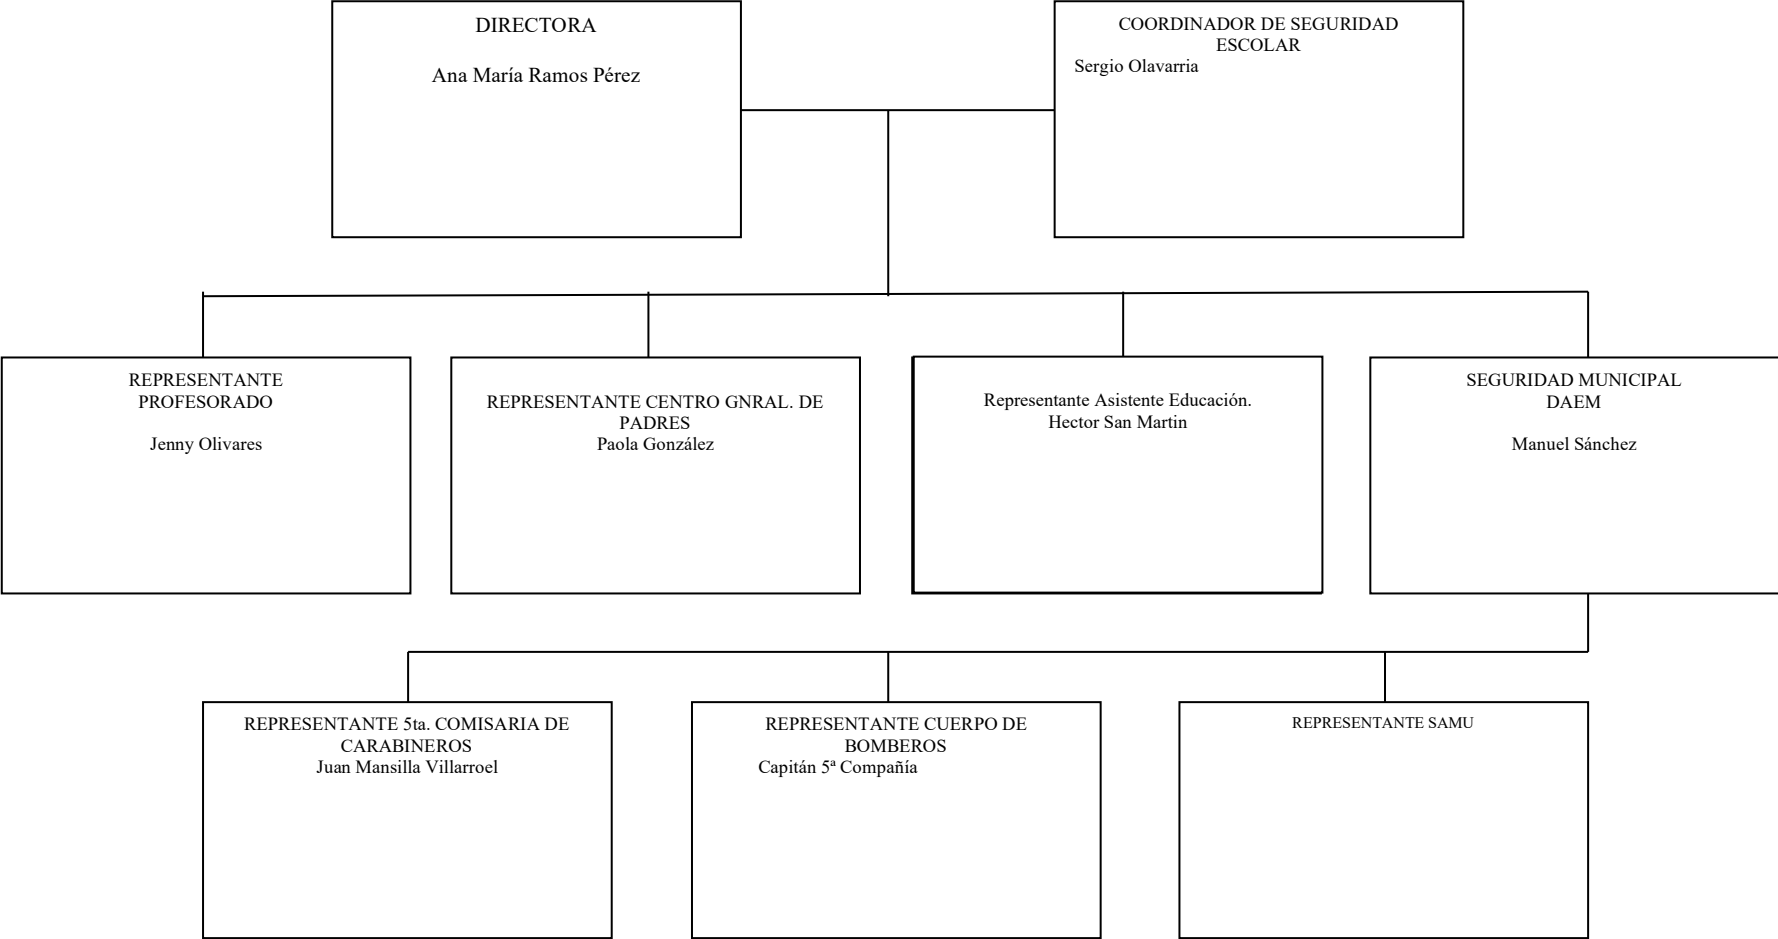 DIRECTORA
Ana María Ramos Pérez
COORDINADOR DE SEGURIDAD
ESCOLAR
Sergio Olavarria
REPRESENTANTE
PROFESORADO
Jenny Olivares
REPRESENTANTE CENTRO GNRAL. DE
PADRES
Paola González
Representante Asistente Educación.
Hector San Martin
SEGURIDAD MUNICIPAL
DAEM
Manuel Sánchez
REPRESENTANTE 5ta. COMISARIA DE
CARABINEROS
Juan Mansilla Villarroel
REPRESENTANTE CUERPO DE
BOMBEROS
Capitán 5ª Compañía
REPRESENTANTE SAMU